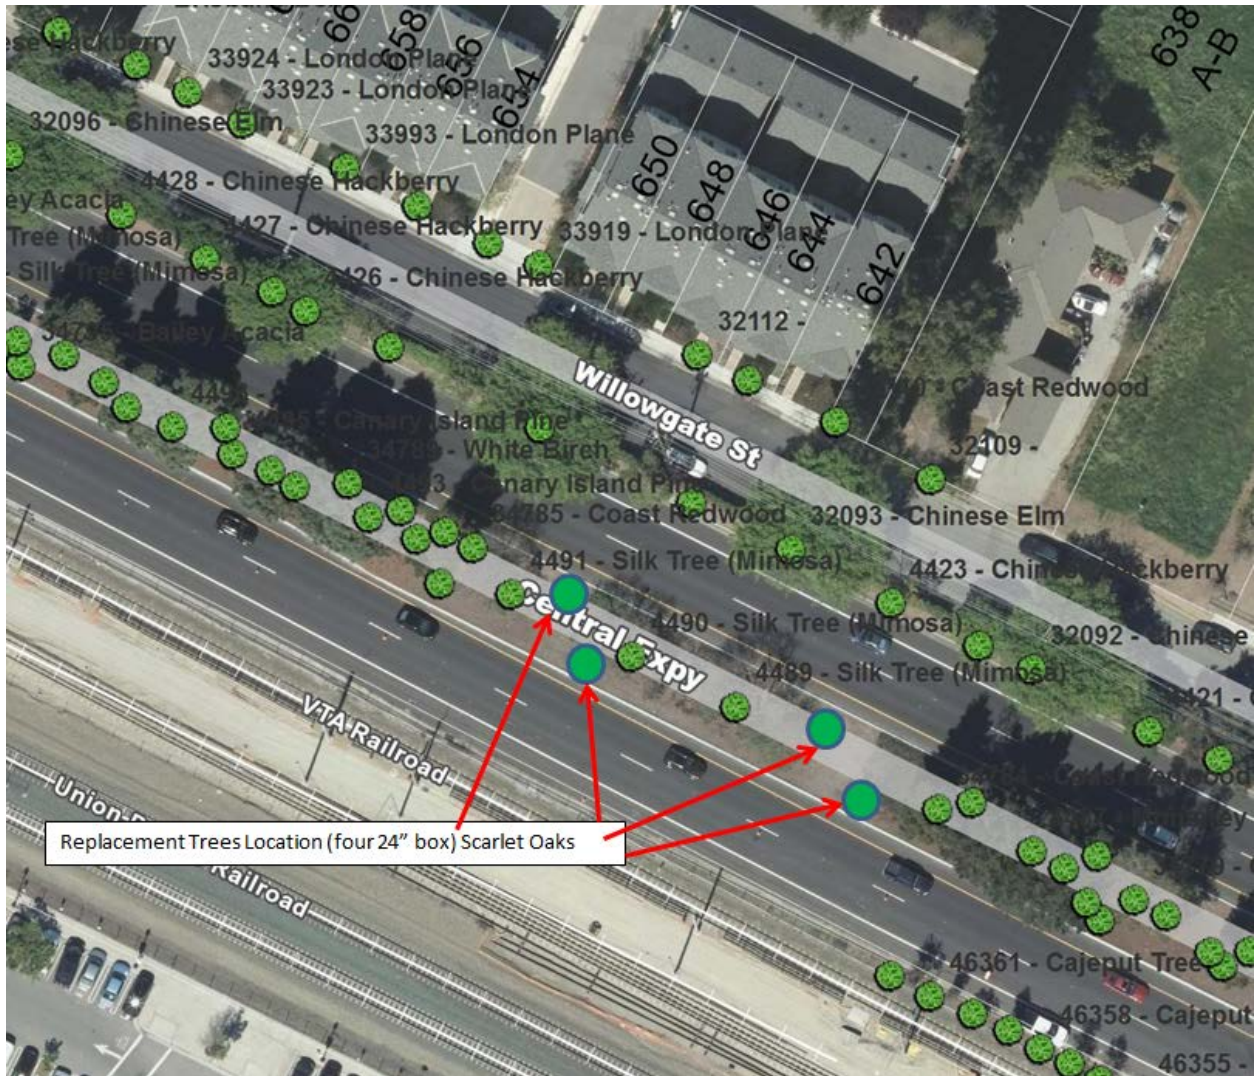 638
A-B
658
656
654
ese Hackberry
33924 - London Plane
33923 - London Plane
32096 - Chinese Elm
33993 - London Plane
4428 - Chinese Hackberry
ey Acacia
4427 - Chinese Hackberry
33919 - London Plane
Tree (Mimosa)
- Silk Tree (Mimosa)
4426 - Chinese Hackberry
650
648
646
644
642
32112 -
Bailey Acacia
- Coast Redwood
Willowgate St
- Canary Island Pine
- White Birch
32109 -
- Canary Island Pine
34785 - Coast Redwood
32093 - Chinese Elm
4491 - Silk Tree (Mimosa)
4423 - Chinese Hackberry
Central Expy
4490 - Silk Tree (Mimosa)
32092 - Chinese
4489 - Silk Tree (Mimosa)
4421 -
VTA Railroad
Union
Railroad
Replacement Trees Location (four 24” box) Scarlet Oaks
46361 - Cajeput Tree
46358 - Cajeput
46355 -